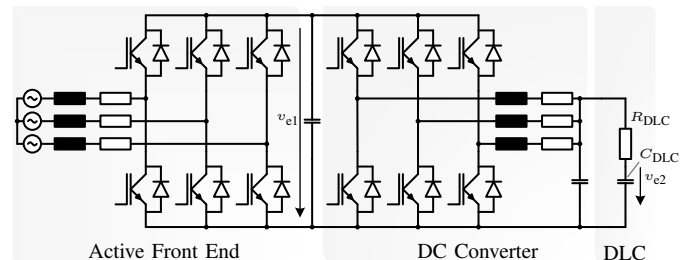 R_DLC
v_e1
C_DLC
v_e2
Active Front End
DC Converter
DLC